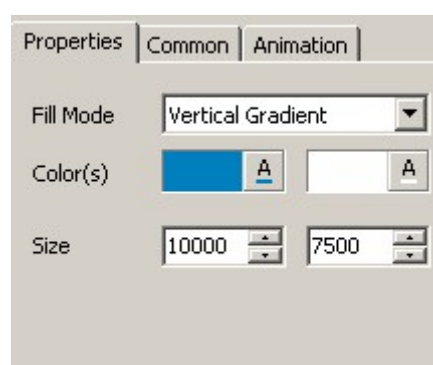 Properties Common Animation
Fill Mode Vertical Gradient
Color(s) A A
Size 10000 7500